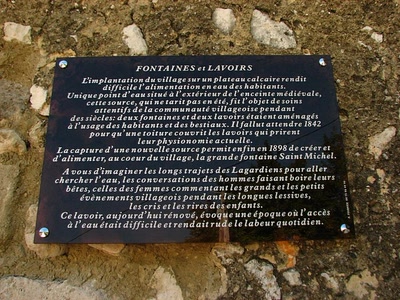 FONTAINES et LAVOIRS
L'implantation du village sur un plateau calcaire rendit
difficile l'alimentation en eau des habitants.
Unique point d'eau situé à l'extérieur de l'enceinte médiévale,
cette source, qui ne tarit pas en été, fit l'objet de soins
attentifs de la communauté villageoise pendant
des siècles: deux fontaines et deux lavoirs étaient aménagés
à l'usage des habitants et des bestiaux. Il fallut attendre 1842
pour qu'une toiture couvrit les lavoirs qui prirent
leur physionomie actuelle.
La capture d'une nouvelle source permit enfin en 1898 de créer et
d'alimenter, au coeur du village, la grande fontaine Saint Michel.
A vous d'imaginer les longs trajets des Lagardiens pour aller
chercher l'eau, les conversations des hommes faisant boire leurs
bêtes, celles des femmes commentant les grands et les petits
évènements villageois pendant les longues lessives,
les cris et les rires des enfants.
Ce lavoir, aujourd'hui rénové, évoque une époque où l'accès
à l'eau était difficile et rendait rude le labeur quotidien.